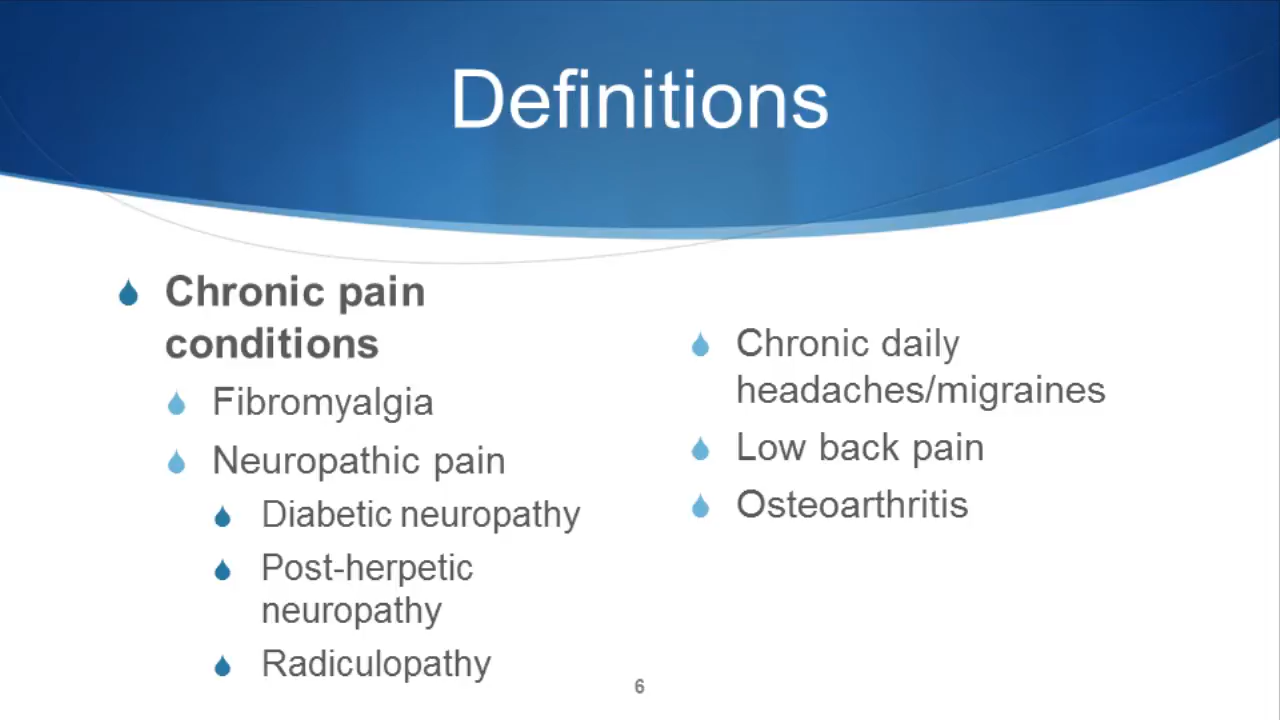 Definitions
Chronic pain
conditions
Fibromyalgia
Neuropathic pain
Diabetic neuropathy
Post-herpetic
neuropathy
Radiculopathy
Chronic daily
headaches/migraines
Low back pain
Osteoarthritis
6